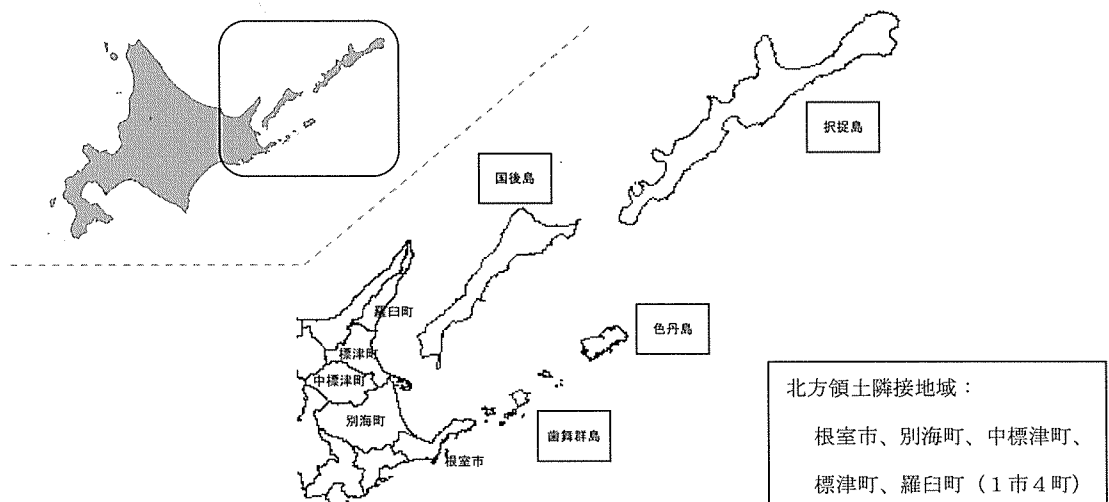 択捉島
国後島
色丹島
羅臼町
標津町
中標津町
別海町
歯舞群島
根室市
北方領土隣接地域：
根室市、別海町、中標津町、
標津町、羅臼町（１市４町）